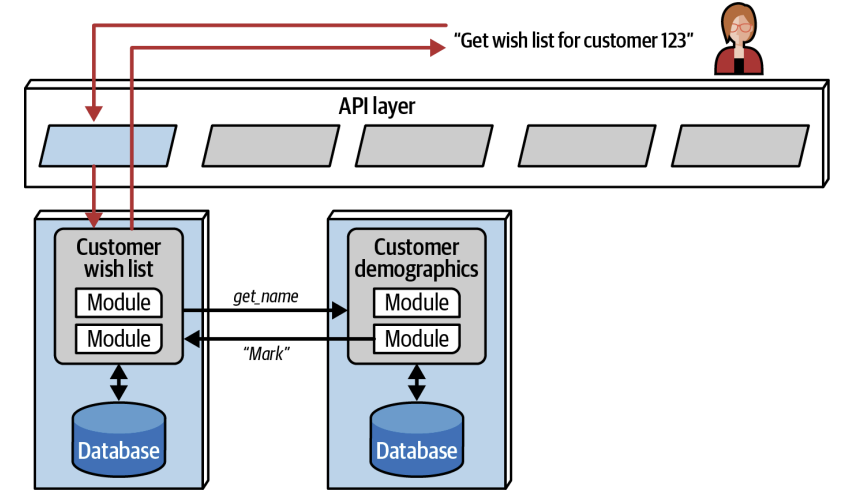 “Get wish list for customer 123”
API layer
Customer
wish list
Module
Module
Database
get_name
“Mark”
Customer
demographics
Module
Module
Database